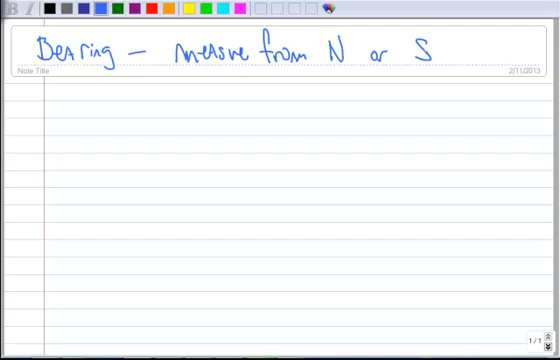 B I
Bearing – measure from N or S
Note Title
2/11/2013
1/1